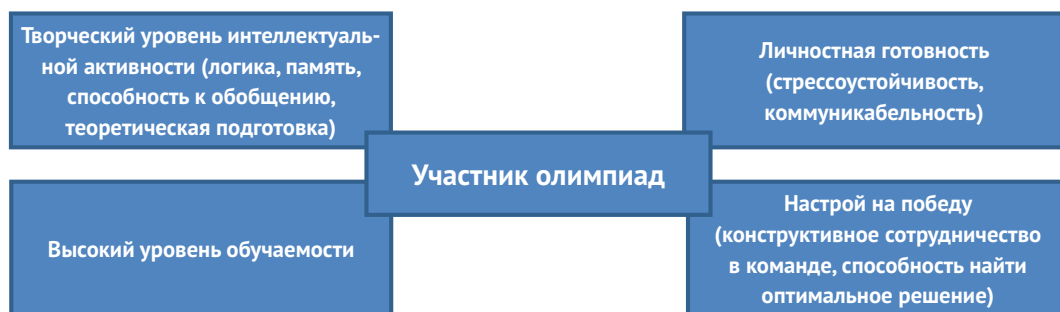 Творческий уровень интеллектуаль-
ной активности (логика, память,
способность к обобщению,
теоретическая подготовка)
Личностная готовность
(стрессоустойчивость,
коммуникабельность)
Участник олимпиад
Высокий уровень обучаемости
Настрой на победу
(конструктивное сотрудничество
в команде, способность найти
оптимальное решение)